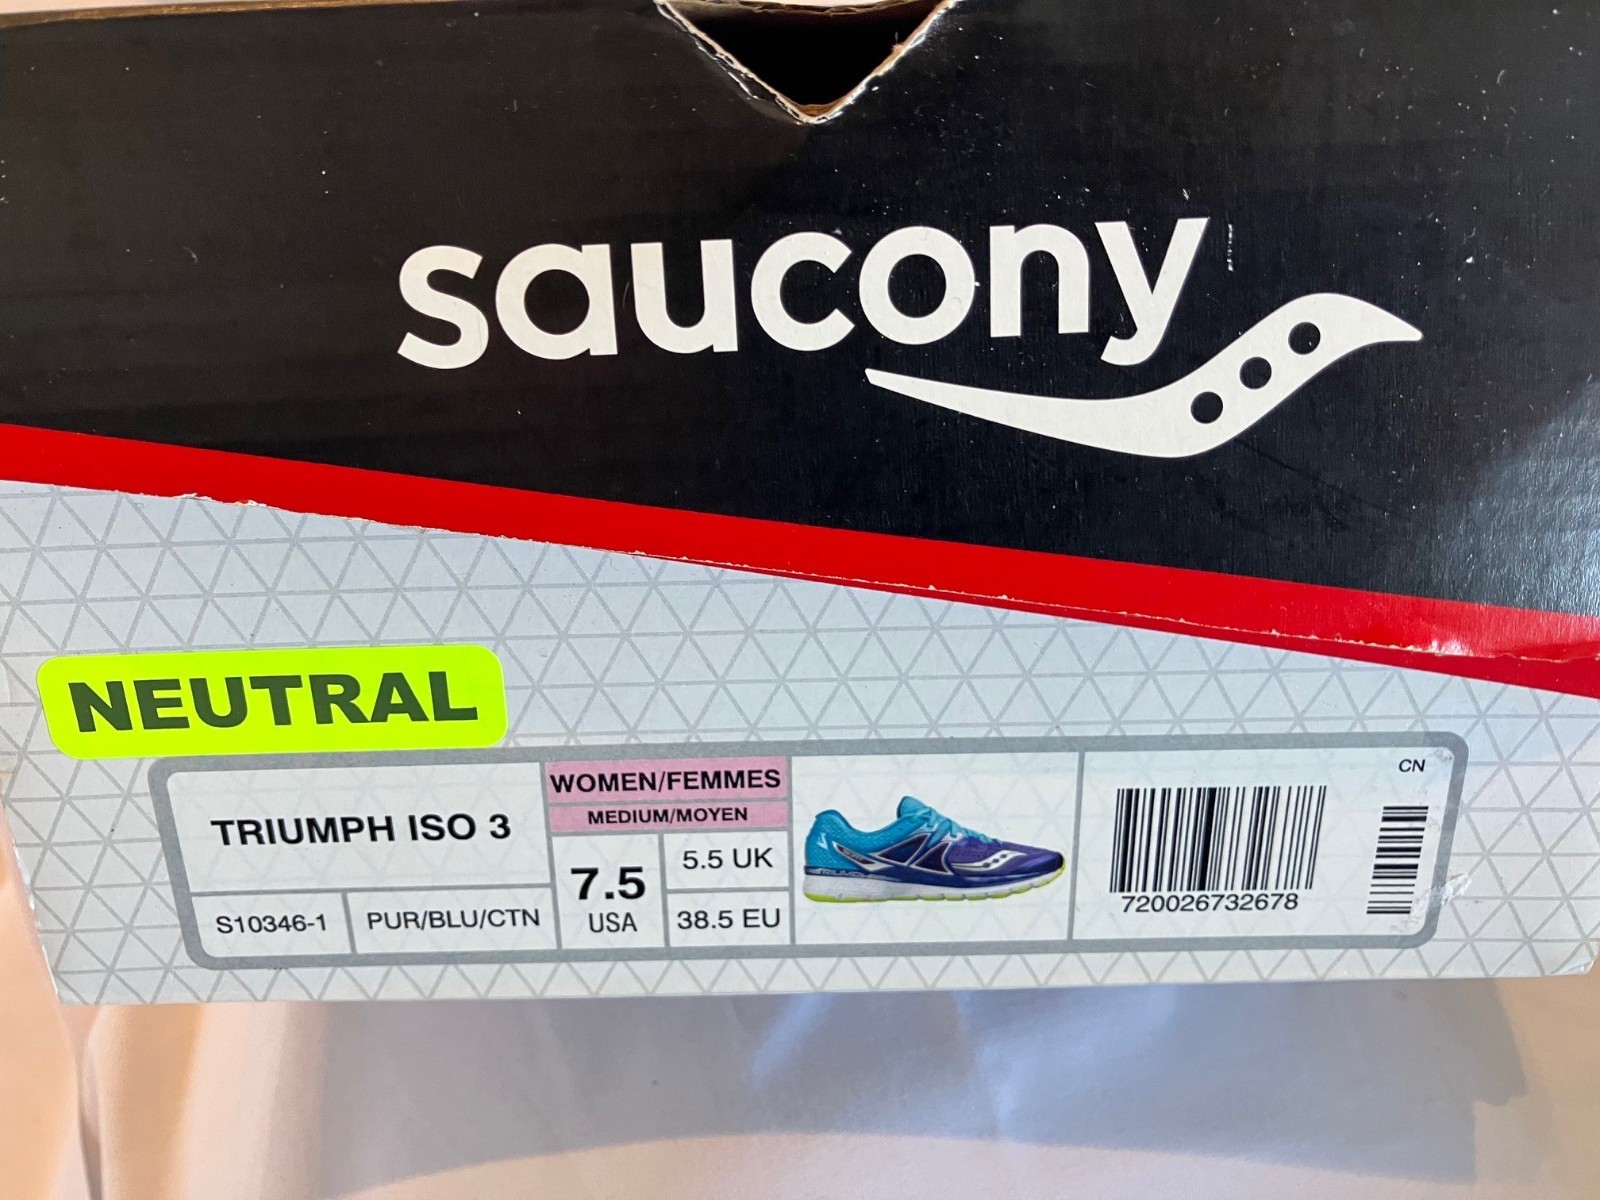 saucony
NEUTRAL
TRIUMPH ISO 3
S10346-1
PUR/BLU/CTN
WOMEN/FEMMES
MEDIUM/MOYEN
7.5
USA
5.5 UK
38.5 EU
CN
720026732678